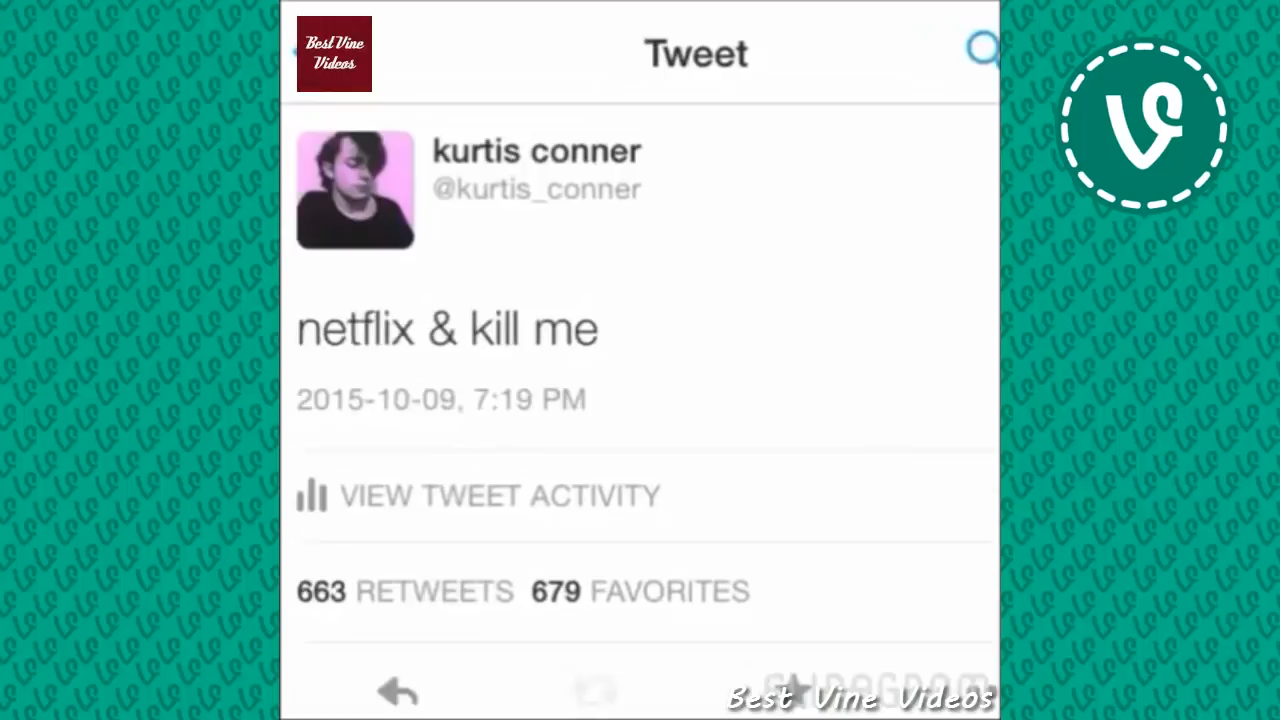 Best Vine
Videos
Tweet
kurtis conner
@kurtis_conner
netflix & kill me
2015-10-09, 7:19 PM
VIEW TWEET ACTIVITY
663 RETWEETS 679 FAVORITES
Best Vine Videos